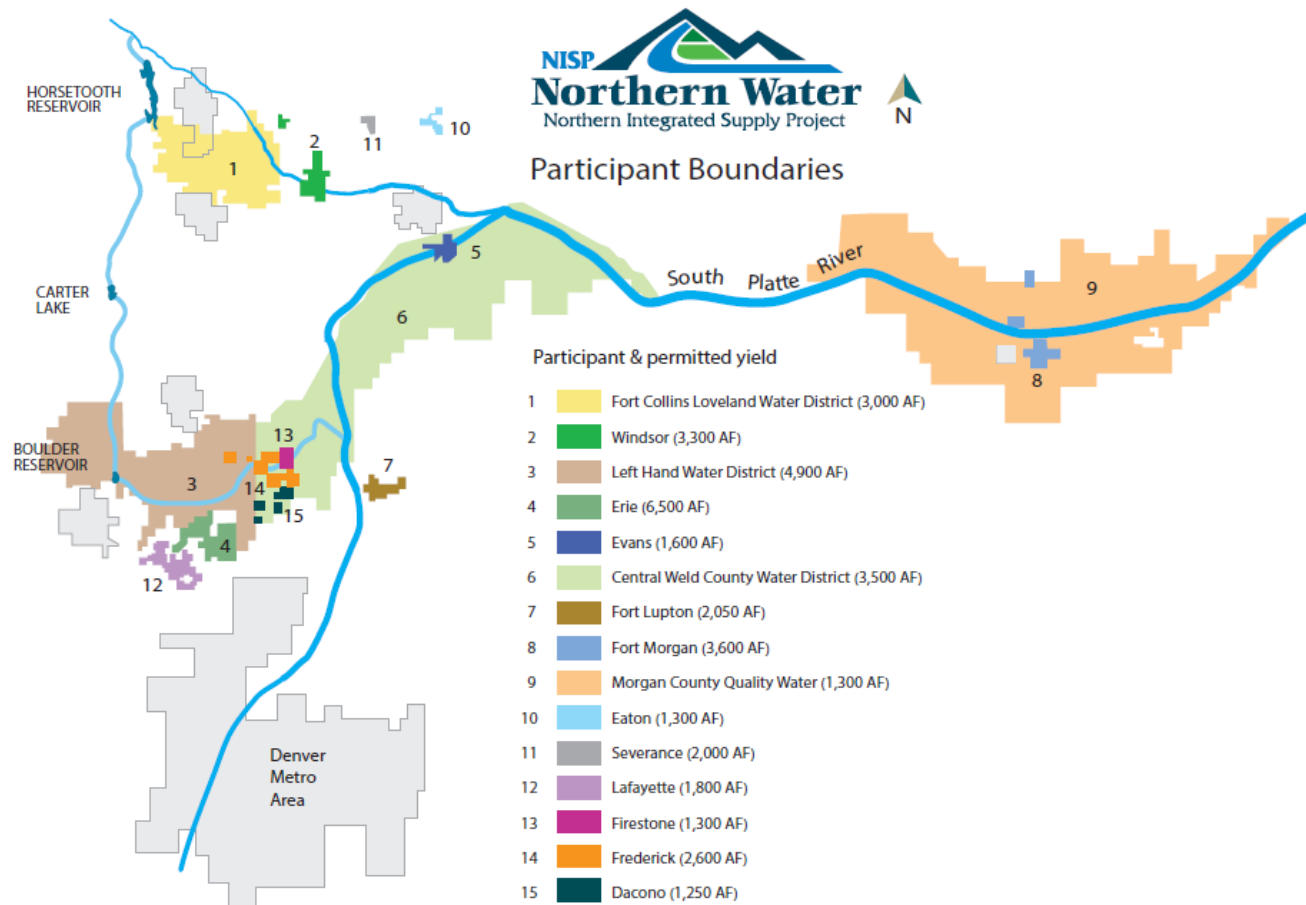 NISP
Northern Water
Northern Integrated Supply Project
N
Participant Boundaries
HORSETOOTH
RESERVOIR
1
2
11
10
5
6
South Platte River
9
8
CARTER
LAKE
BOULDER
RESERVOIR
3
13
14
15
7
4
12
Denver
Metro
Area
Participant & permitted yield
1 Fort Collins Loveland Water District (3,000 AF)
2 Windsor (3,300 AF)
3 Left Hand Water District (4,900 AF)
4 Erie (6,500 AF)
5 Evans (1,600 AF)
6 Central Weld County Water District (3,500 AF)
7 Fort Lupton (2,050 AF)
8 Fort Morgan (3,600 AF)
9 Morgan County Quality Water (1,300 AF)
10 Eaton (1,300 AF)
11 Severance (2,000 AF)
12 Lafayette (1,800 AF)
13 Firestone (1,300 AF)
14 Frederick (2,600 AF)
15 Dacono (1,250 AF)